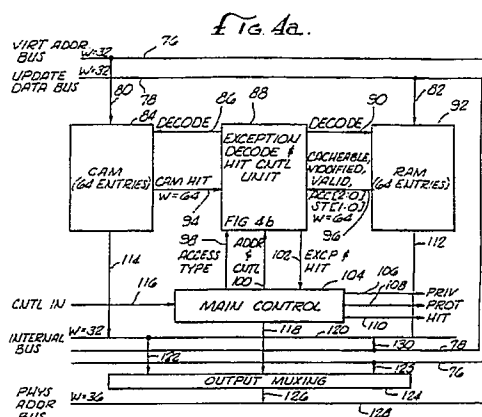 FIG. 4a.
VIRT ADDR BUS W=32 76
UPDATE DATA BUS W=32 78
80
82
84
DECODE 86
88
DECODE 90
92
CAM (64 ENTRIES)
EXCEPTION DECODE & HIT CNTL UNIT
FIG 4b
RAM (64 ENTRIES)
CAM HIT W=64
94
CACHEABLE, MODIFIED, VALID, ACC[2:0] ST[1:0] W=64
96
98
ACCESS TYPE
ADDR & CNTL
100
102
EXCP & HIT
104
112
114
116
CNTL IN
MAIN CONTROL
106 PRIV
108 PROT
110 HIT
118
120
INTERNAL BUS W=32
122
130
78
76
125
OUTPUT MUXING
124
PHYS ADDR BUS W=36
126
128